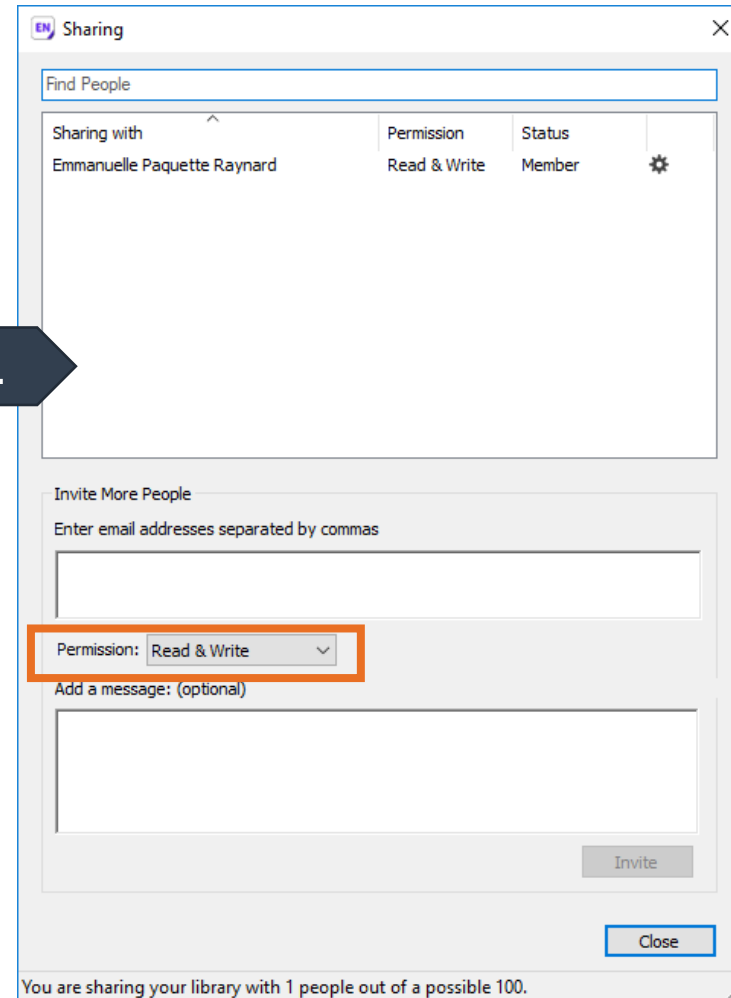 EN Sharing
Find People
Sharing with Permission Status
Emmanuelle Paquette Raynard Read & Write Member
.
Invite More People
Enter email addresses separated by commas
Permission: Read & Write
Add a message: (optional)
Invite
Close
You are sharing your library with 1 people out of a possible 100.